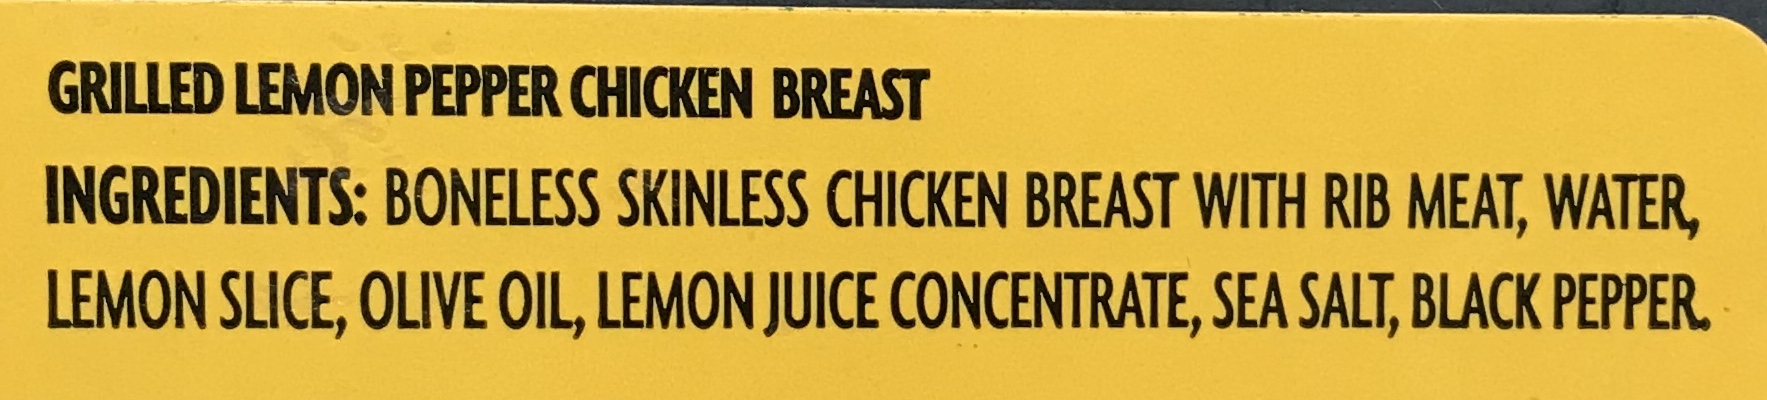 GRILLED LEMON PEPPER CHICKEN BREAST
INGREDIENTS: BONELESS SKINLESS CHICKEN BREAST WITH RIB MEAT, WATER,
LEMON SLICE, OLIVE OIL, LEMON JUICE CONCENTRATE, SEA SALT, BLACK PEPPER.